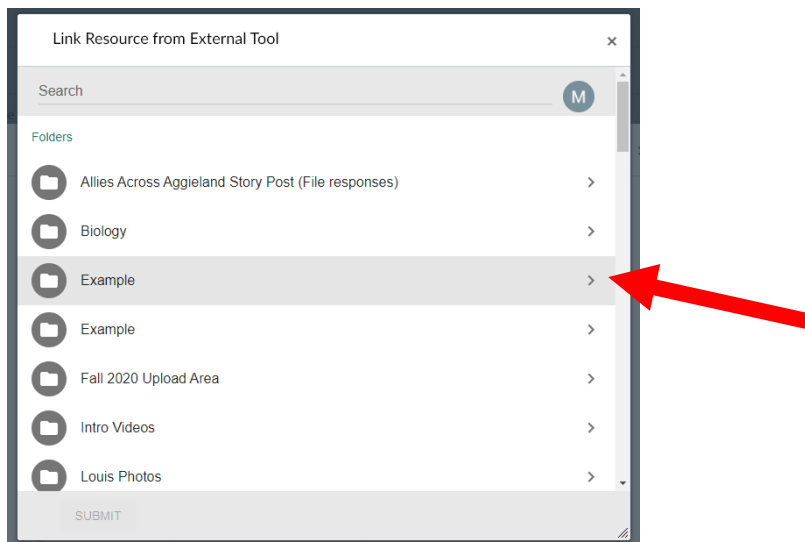 Link Resource from External Tool
×
Search
M
Folders
Allies Across Aggieland Story Post (File responses)
Biology
Example
Example
Fall 2020 Upload Area
Intro Videos
Louis Photos
SUBMIT